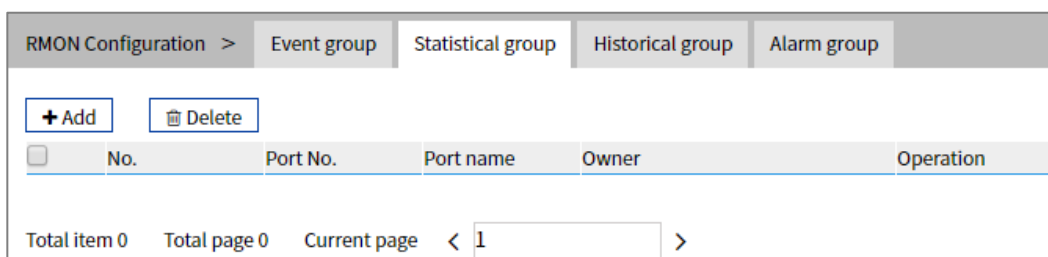 RMON Configuration > Event group Statistical group Historical group Alarm group
+ Add Delete
No. Port No. Port name Owner Operation
Total item 0 Total page 0 Current page < 1 >